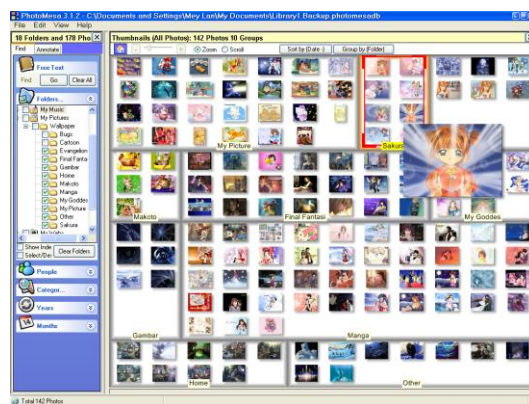 PhotoMesa 3.1.2 - C:\Documents and Settings\Mey Lan\My Documents\Library1 Backup.photomesadb
File Edit View Help
18 Folders and 178 Pho
Thumbnails (All Photos): 142 Photos 10 Groups
Find Annotate
Zoom Scroll Sort by (Date) Group by (Folder)
Free Text
Find: Go Clear All
Folders...
My Music
My Pictures
Wallpaper
Bugs
Cartoon
Evangelion
Final Fanta
Gambar
Home
Makoto
Manga
My Goddes
My Picture
Other
Sakura
Show Inde
Select/De
Clear Folders
People
Categor...
Years
Months
My Picture
Sakura
Makoto
Final Fantasi
My Goddes
Gambar
Manga
Home
Other
Total 142 Photos